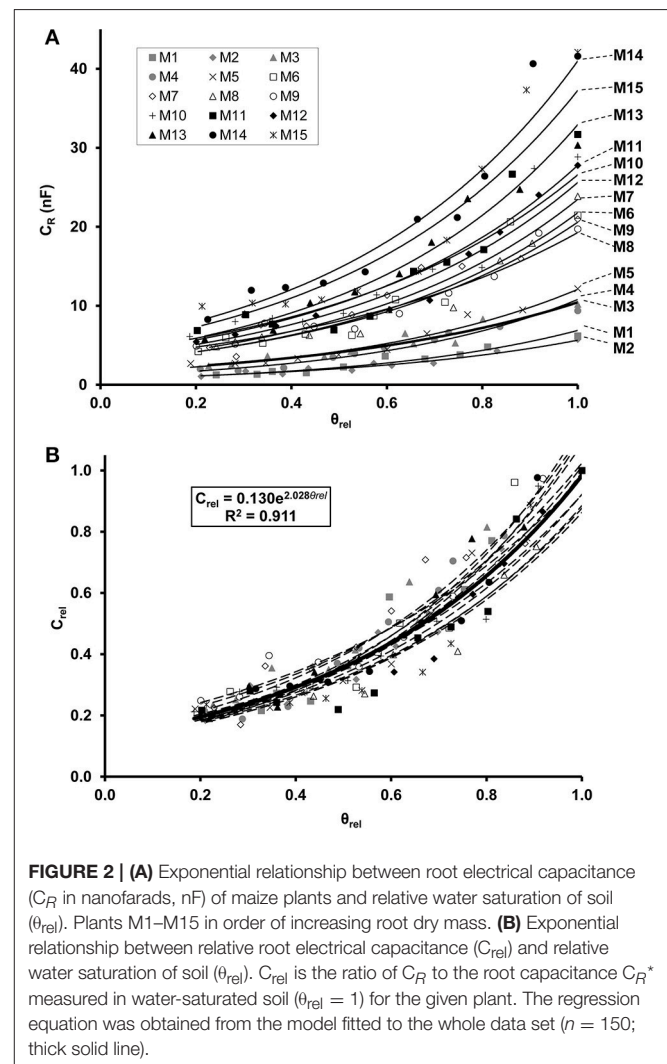 A
M1 M2 M3
M4 M5 M6
M7 M8 M9
M10 M11 M12
M13 M14 M15
40
30
20
10
0
C_R (nF)
M14
M15
M13
M11
M10
M12
M7
M6
M9
M8
M5
M4
M3
M1
M2
0.0 0.2 0.4 0.6 0.8 1.0
θrel
B
Crel = 0.130e^2.028θrel
R² = 0.911
1.0
0.8
0.6
0.4
0.2
0.0
Crel
0.0 0.2 0.4 0.6 0.8 1.0
θrel
FIGURE 2 | (A) Exponential relationship between root electrical capacitance
(C_R in nanofarads, nF) of maize plants and relative water saturation of soil
(θrel). Plants M1–M15 in order of increasing root dry mass. (B) Exponential
relationship between relative root electrical capacitance (Crel) and relative
water saturation of soil (θrel). Crel is the ratio of C_R to the root capacitance C_R*
measured in water-saturated soil (θrel = 1) for the given plant. The regression
equation was obtained from the model fitted to the whole data set (n = 150;
thick solid line).